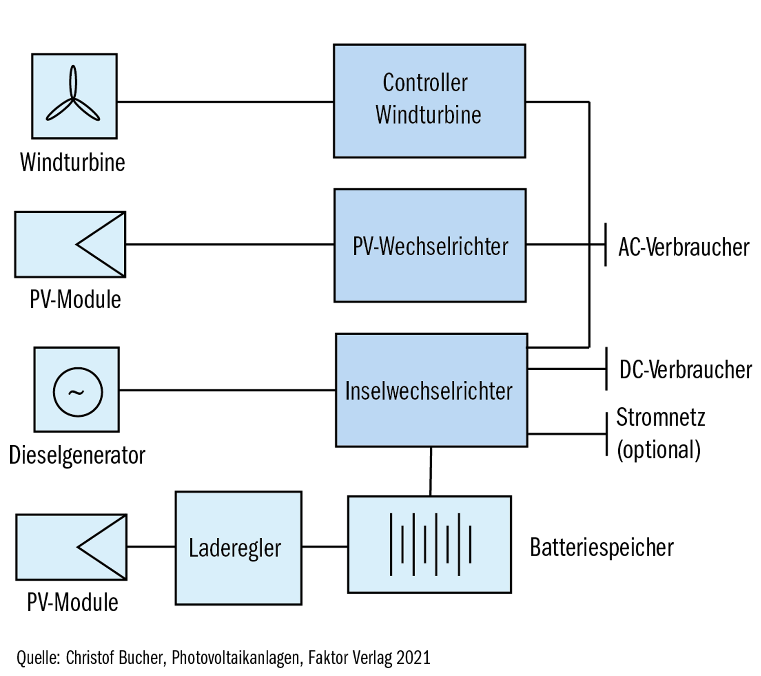 Controller
Windturbine
Windturbine
PV-Wechselrichter
AC-Verbraucher
PV-Module
Inselwechselrichter
DC-Verbraucher
~
Stromnetz
(optional)
Dieselgenerator
Laderegler
Batteriespeicher
PV-Module
Quelle: Christof Bucher, Photovoltaikanlagen, Faktor Verlag 2021